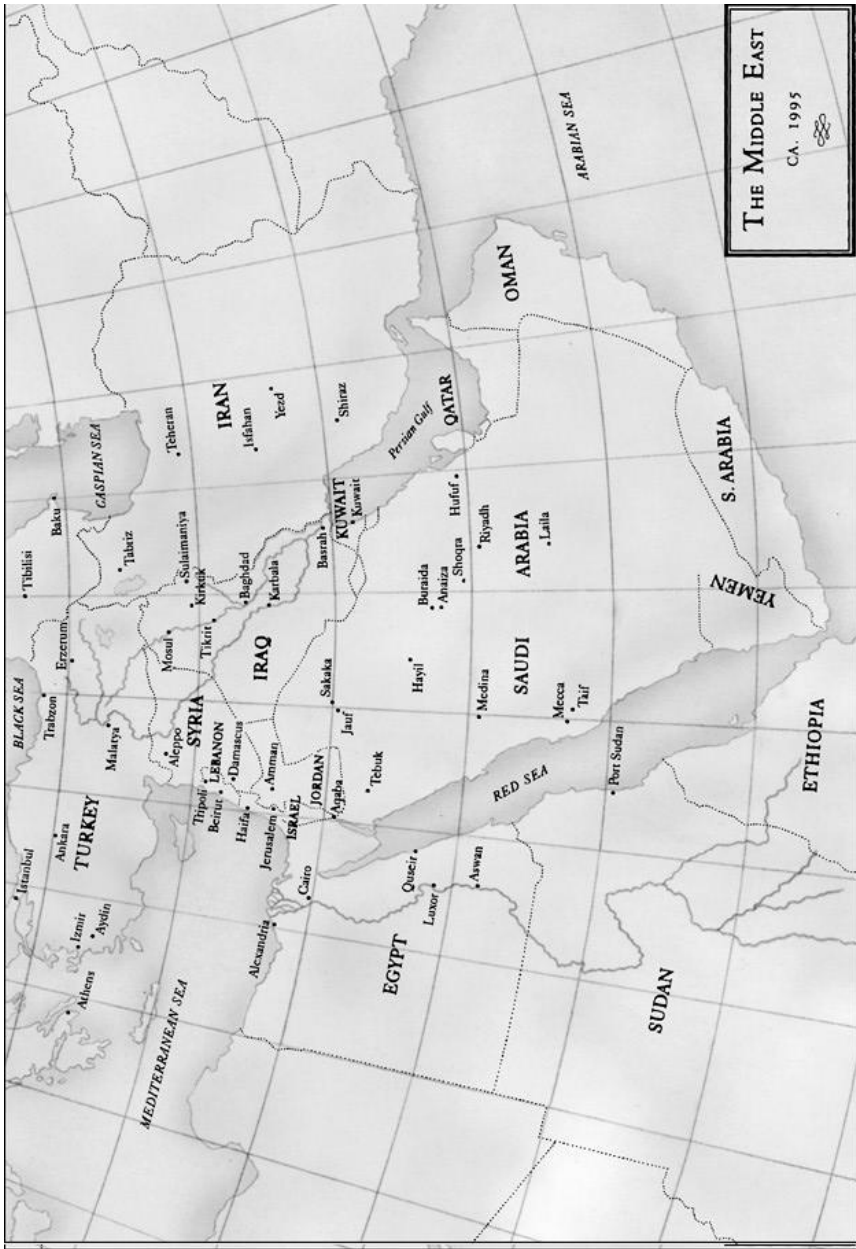 THE MIDDLE EAST
CA. 1995
BLACK SEA
CASPIAN SEA
MEDITERRANEAN SEA
RED SEA
Persian Gulf
ARABIAN SEA
Istanbul
Ankara
TURKEY
Izmir
Aydin
Athens
Trabzon
Erzerum
Malatya
Tibilisi
Baku
Tabriz
Teheran
IRAN
Isfahan
Yezd
Shiraz
Mosul
Kirkuk
Sulaimaniya
Tikrit
Baghdad
Karbala
IRAQ
Basrah
KUWAIT
Kuwait
Aleppo
SYRIA
Tripoli
LEBANON
Beirut
Damascus
Haifa
Amman
Jerusalem
ISRAEL
JORDAN
Aqaba
Alexandria
Cairo
EGYPT
Quseir
Luxor
Aswan
Sakaka
Jauf
Tebuk
Hayil
Buraida
Anaiza
Shoqra
Hufuf
Riyadh
QATAR
Medina
SAUDI
ARABIA
Laila
Mecca
Taif
OMAN
S. ARABIA
YEMEN
Port Sudan
SUDAN
ETHIOPIA